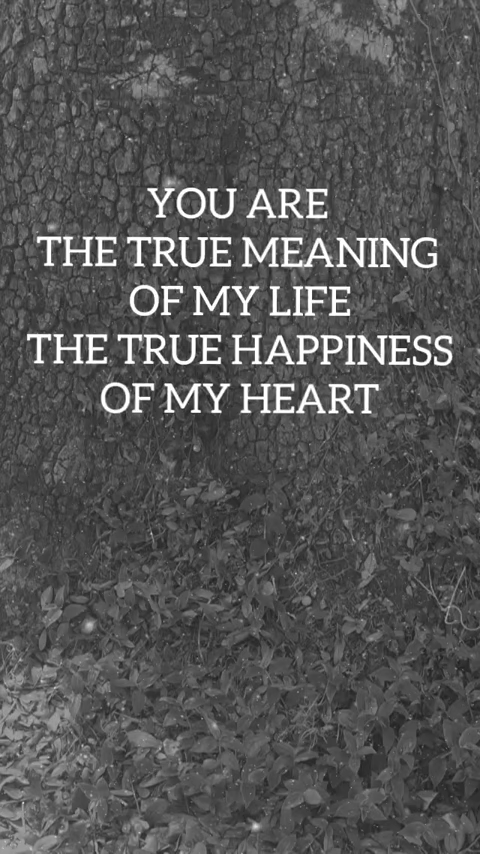 YOU ARE
THE TRUE MEANING
OF MY LIFE
THE TRUE HAPPINESS
OF MY HEART